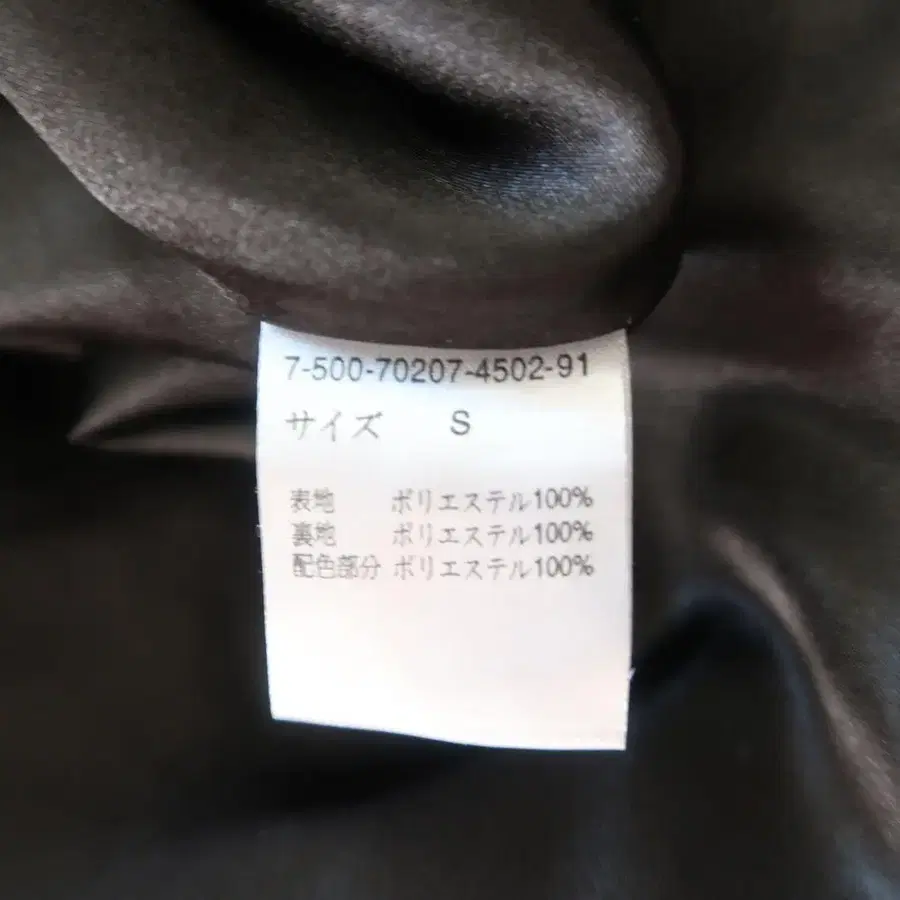 7-500-70207-4502-91
サイズ S
表地 ポリエステル100%
裏地 ポリエステル100%
配色部分 ポリエステル100%